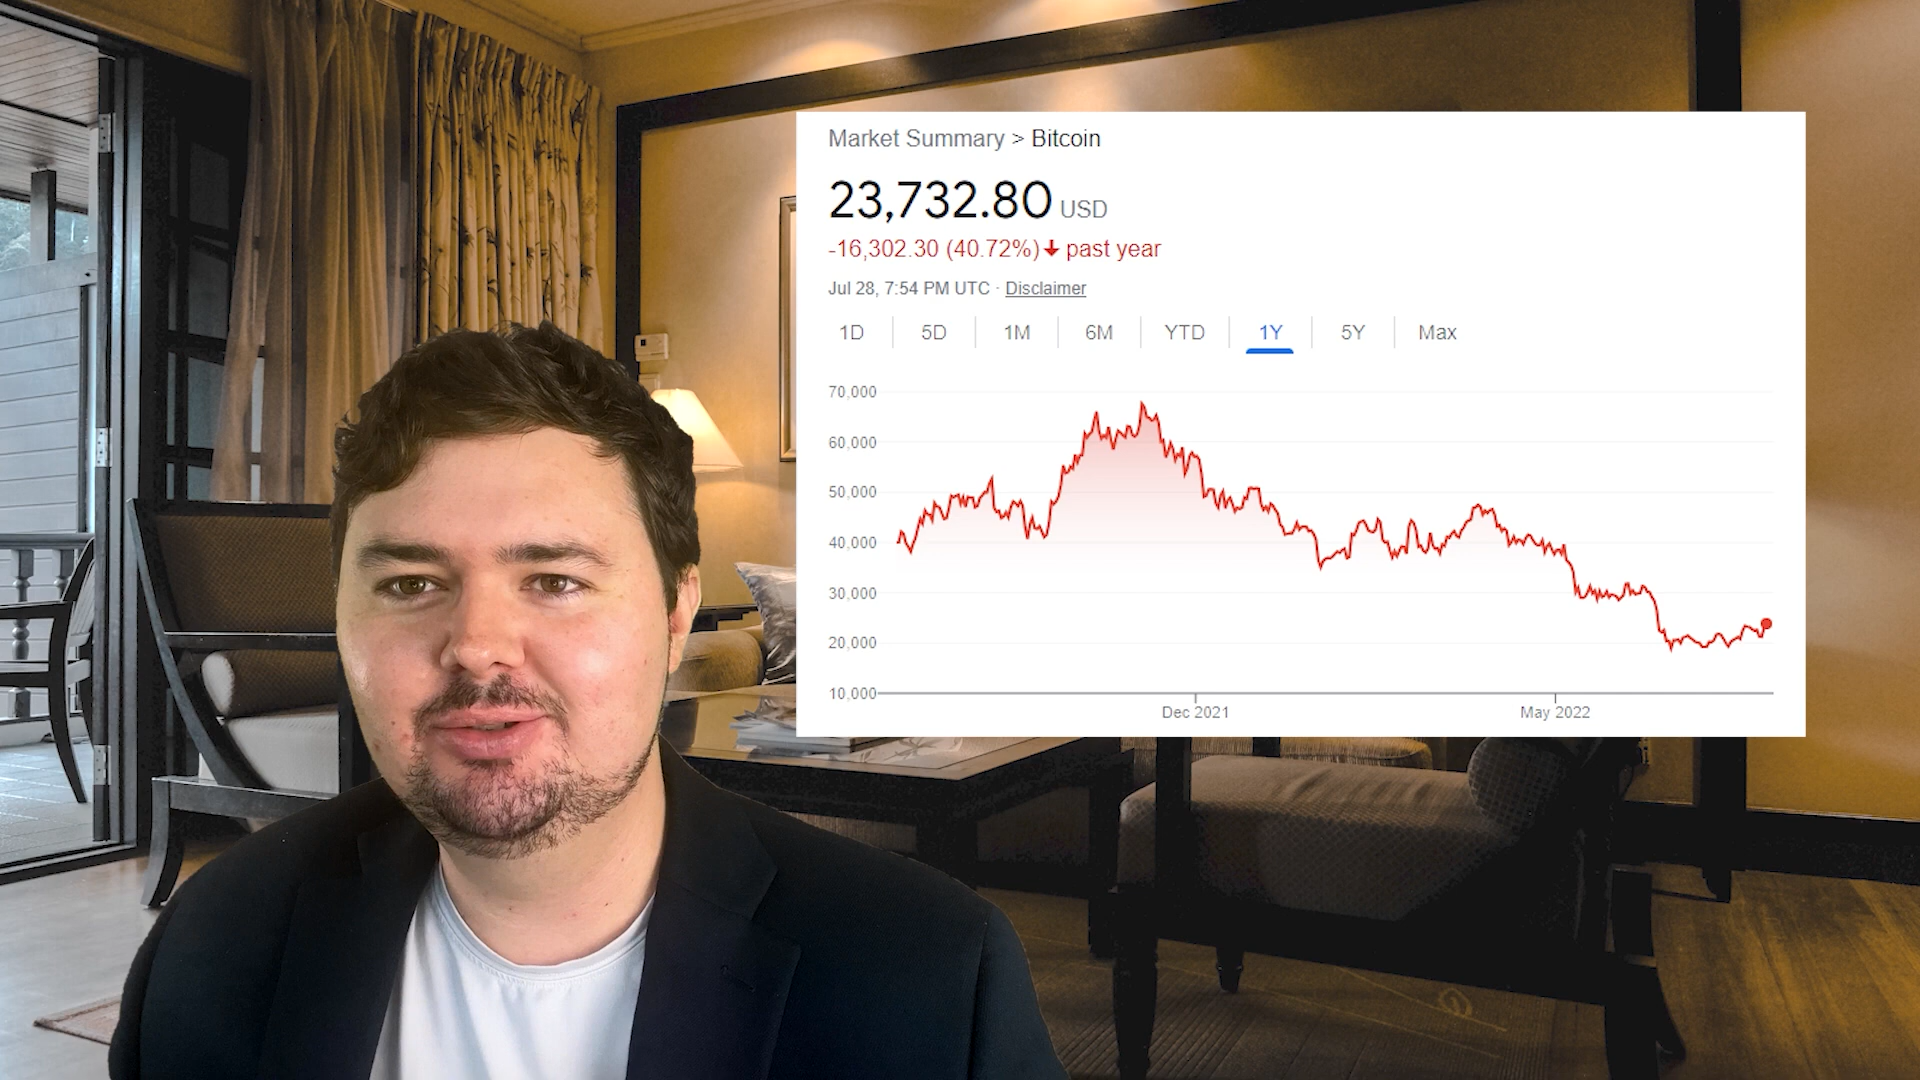 Market Summary > Bitcoin
23,732.80 USD
-16,302.30 (40.72%) past year
Jul 28, 7:54 PM UTC · Disclaimer
1D 5D 1M 6M YTD 1Y 5Y Max
70,000
60,000
50,000
40,000
30,000
20,000
10,000
Dec 2021 May 2022